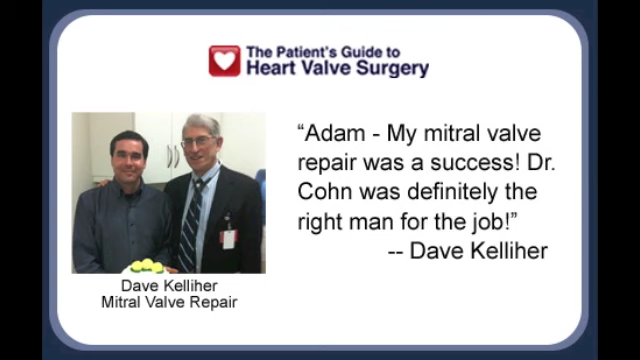 The Patient's Guide to
Heart Valve Surgery
“Adam - My mitral valve
repair was a success! Dr.
Cohn was definitely the
right man for the job!”
-- Dave Kelliher
Dave Kelliher
Mitral Valve Repair